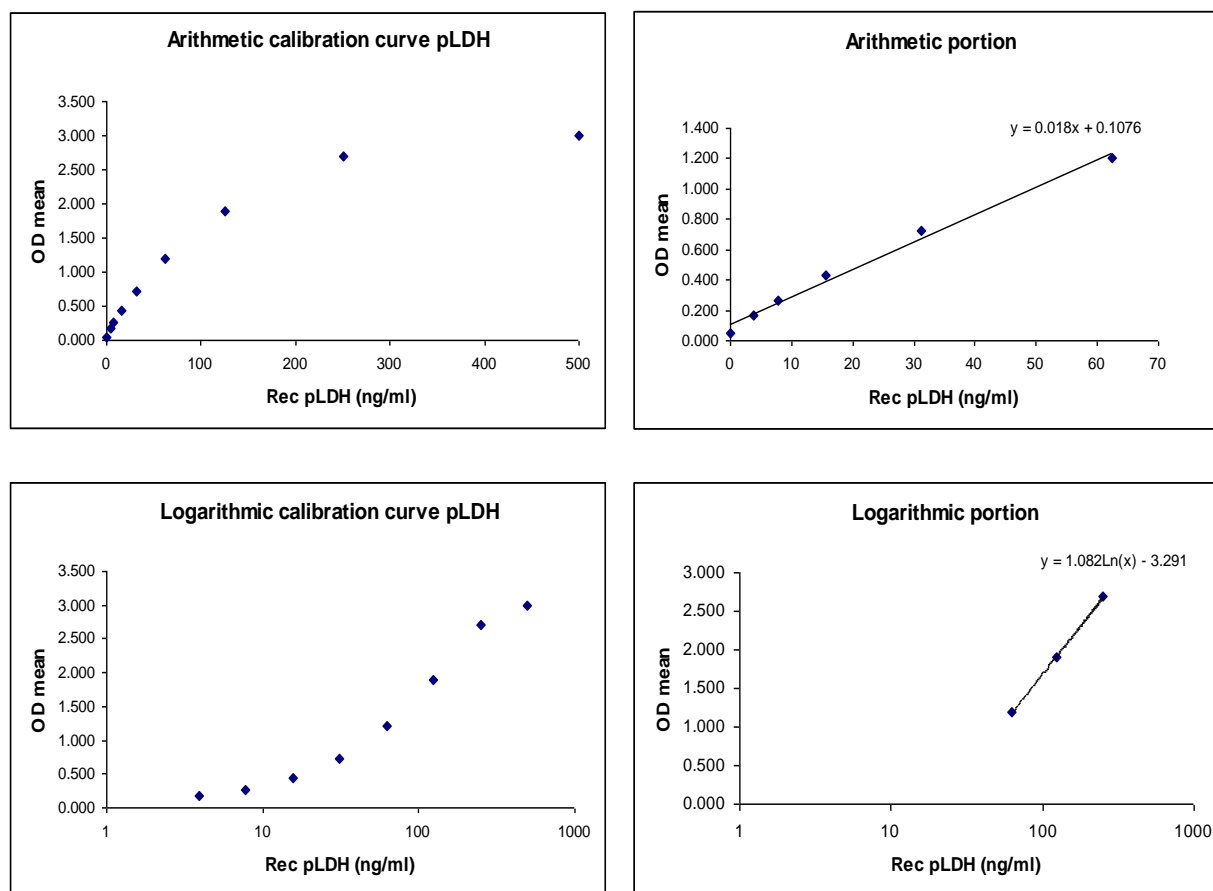 Arithmetic calibration curve pLDH
3.500
3.000
2.500
2.000
1.500
1.000
0.500
0.000
OD mean
0 100 200 300 400 500
Rec pLDH (ng/ml)
Arithmetic portion
y = 0.018x + 0.1076
1.400
1.200
1.000
0.800
0.600
0.400
0.200
0.000
OD mean
0 10 20 30 40 50 60 70
Rec pLDH (ng/ml)
Logarithmic calibration curve pLDH
3.500
3.000
2.500
2.000
1.500
1.000
0.500
0.000
OD mean
1 10 100 1000
Rec pLDH (ng/ml)
Logarithmic portion
y = 1.082Ln(x) - 3.291
3.000
2.500
2.000
1.500
1.000
0.500
0.000
OD mean
1 10 100 1000
Rec pLDH (ng/ml)